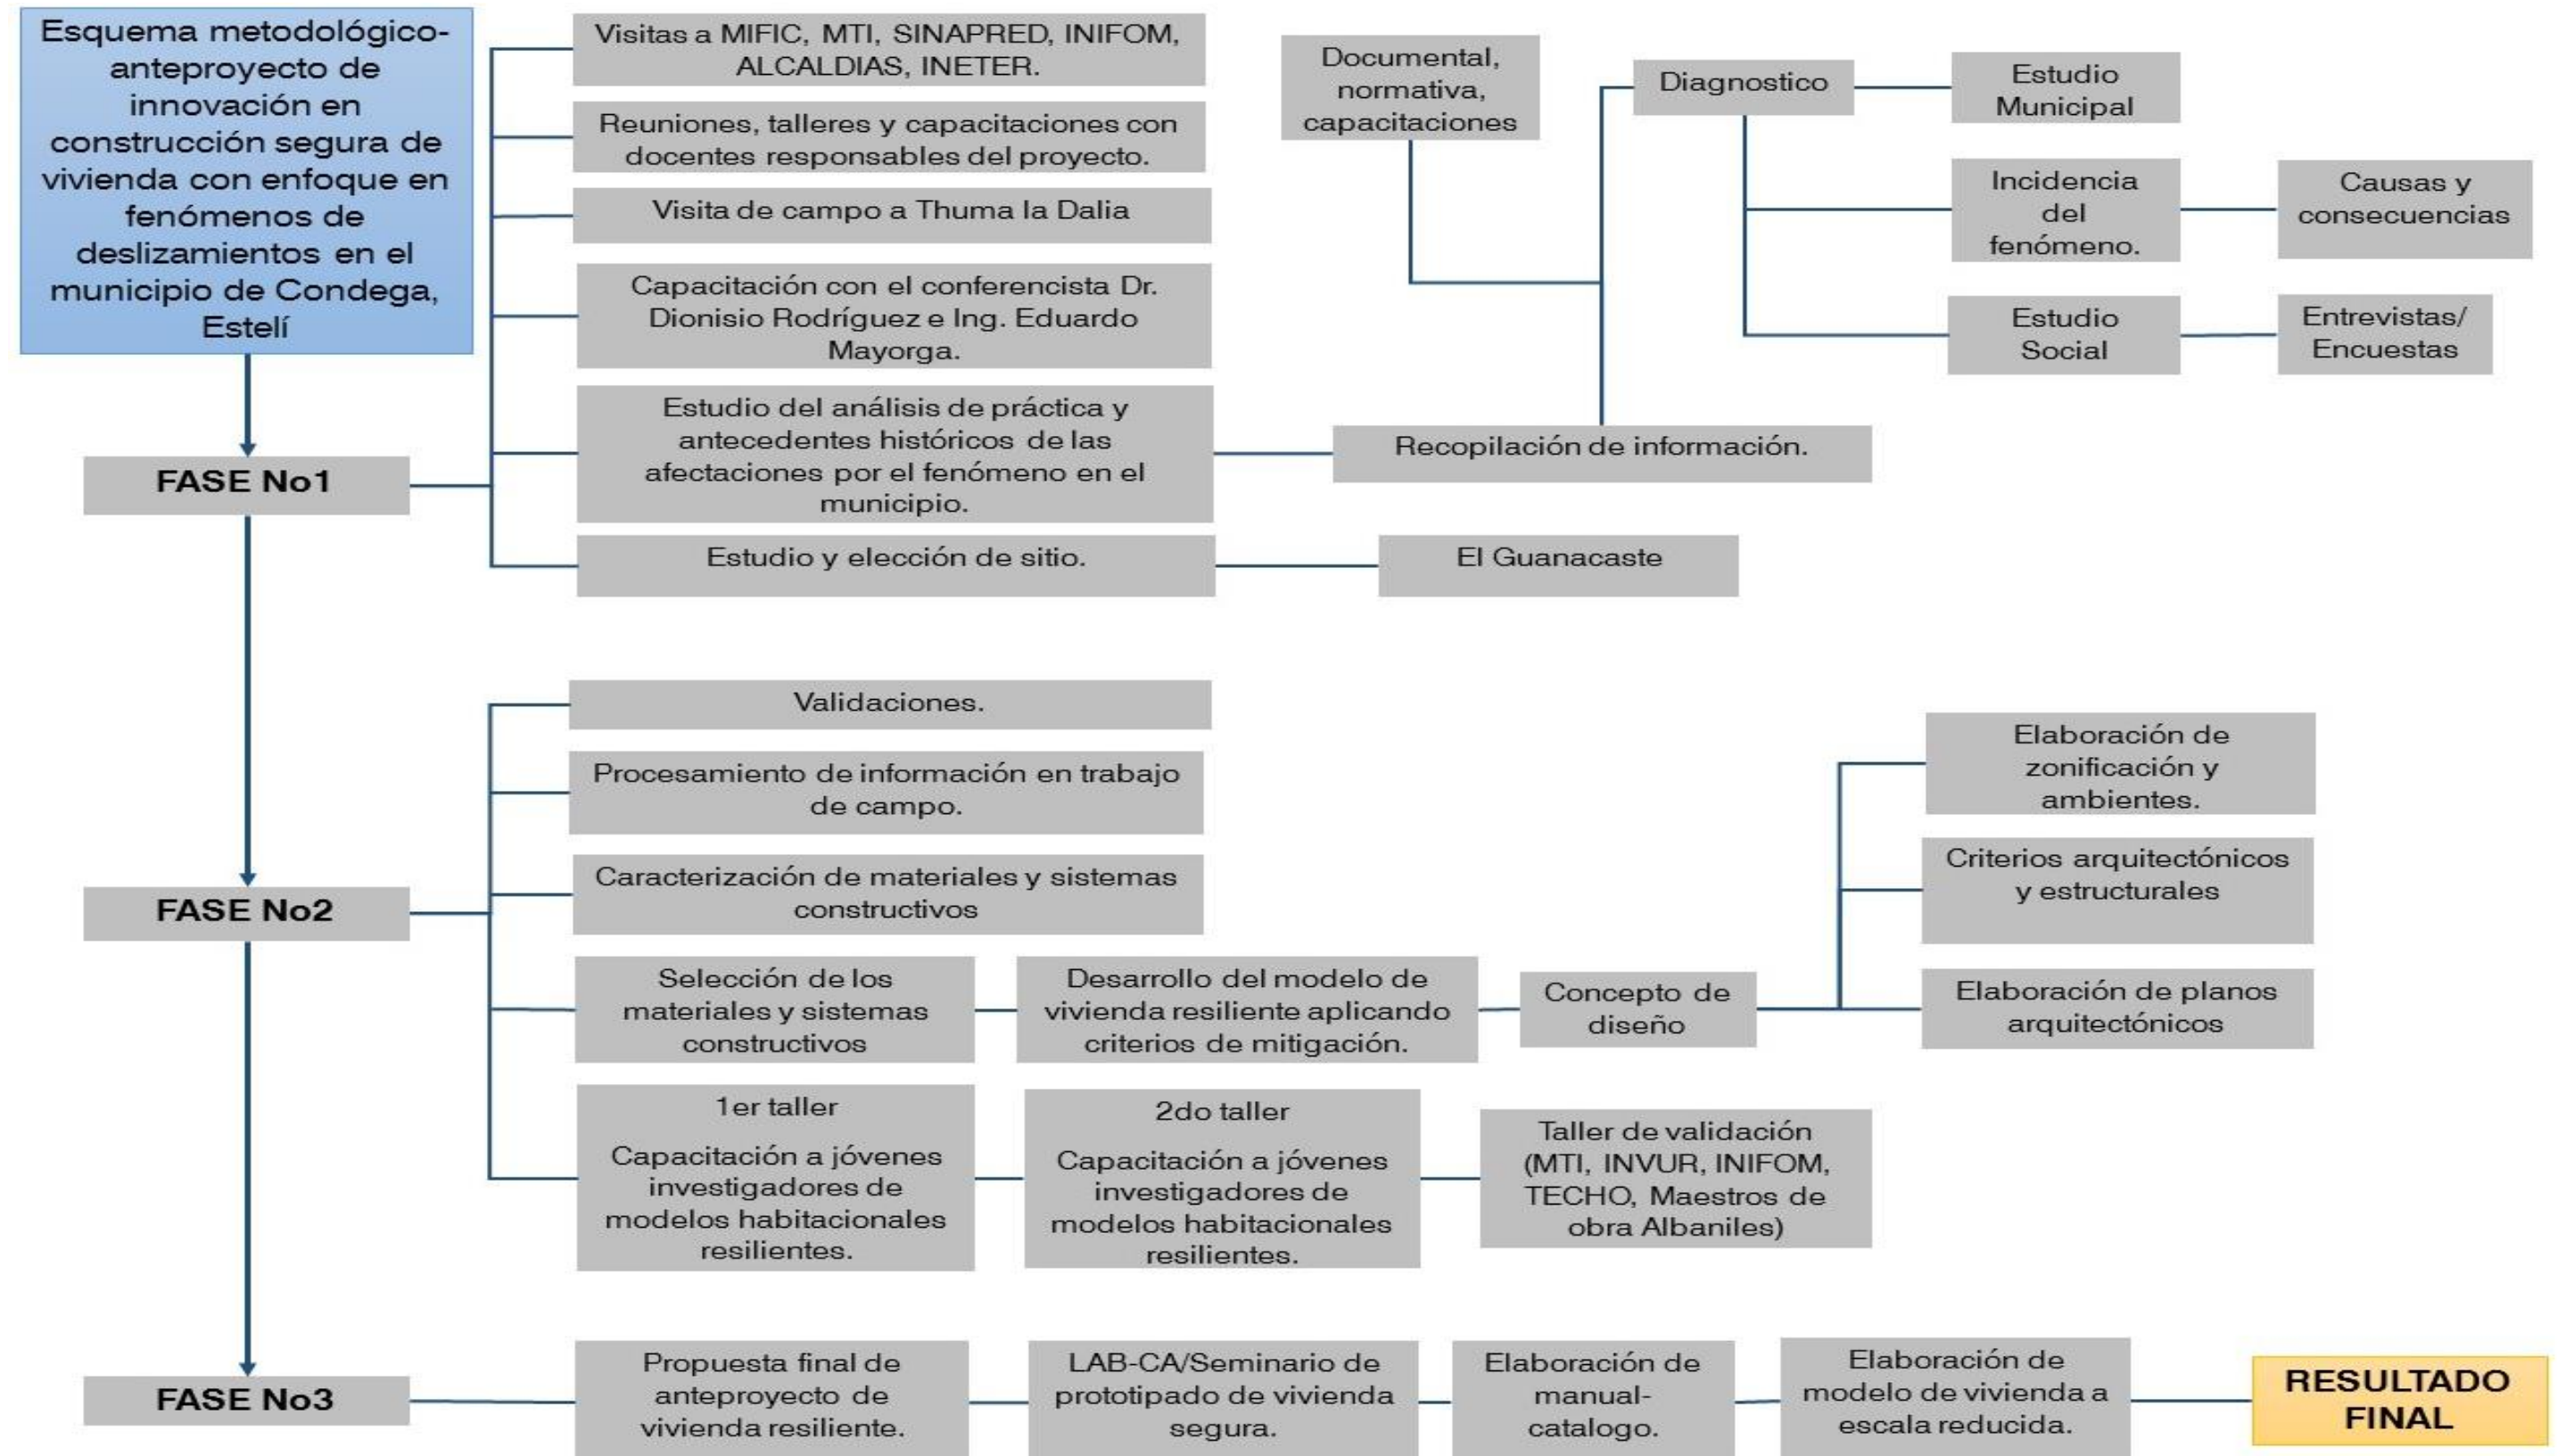 Esquema metodológico-
anteproyecto de
innovación en
construcción segura de
vivienda con enfoque en
fenómenos de
deslizamientos en el
municipio de Condega,
Estelí
FASE No1
Visitas a MIFIC, MTI, SINAPRED, INIFOM,
ALCALDIAS, INETER.
Reuniones, talleres y capacitaciones con
docentes responsables del proyecto.
Visita de campo a Thuma la Dalia
Capacitación con el conferencista Dr.
Dionisio Rodríguez e Ing. Eduardo
Mayorga.
Estudio del análisis de práctica y
antecedentes históricos de las
afectaciones por el fenómeno en el
municipio.
Recopilación de información.
Documental,
normativa,
capacitaciones
Diagnostico
Estudio
Municipal
Incidencia
del
fenómeno.
Causas y
consecuencias
Estudio
Social
Entrevistas/
Encuestas
Estudio y elección de sitio.
El Guanacaste
FASE No2
Validaciones.
Procesamiento de información en trabajo
de campo.
Caracterización de materiales y sistemas
constructivos
Selección de los
materiales y sistemas
constructivos
Desarrollo del modelo de
vivienda resiliente aplicando
criterios de mitigación.
Concepto de
diseño
Elaboración de
zonificación y
ambientes.
Criterios arquitectónicos
y estructurales
Elaboración de planos
arquitectónicos
1er taller
Capacitación a jóvenes
investigadores de
modelos habitacionales
resilientes.
2do taller
Capacitación a jóvenes
investigadores de
modelos habitacionales
resilientes.
Taller de validación
(MTI, INVUR, INIFOM,
TECHO, Maestros de
obra Albaniles)
FASE No3
Propuesta final de
anteproyecto de
vivienda resiliente.
LAB-CA/Seminario de
prototipado de vivienda
segura.
Elaboración de
manual-
catalogo.
Elaboración de
modelo de vivienda a
escala reducida.
RESULTADO
FINAL